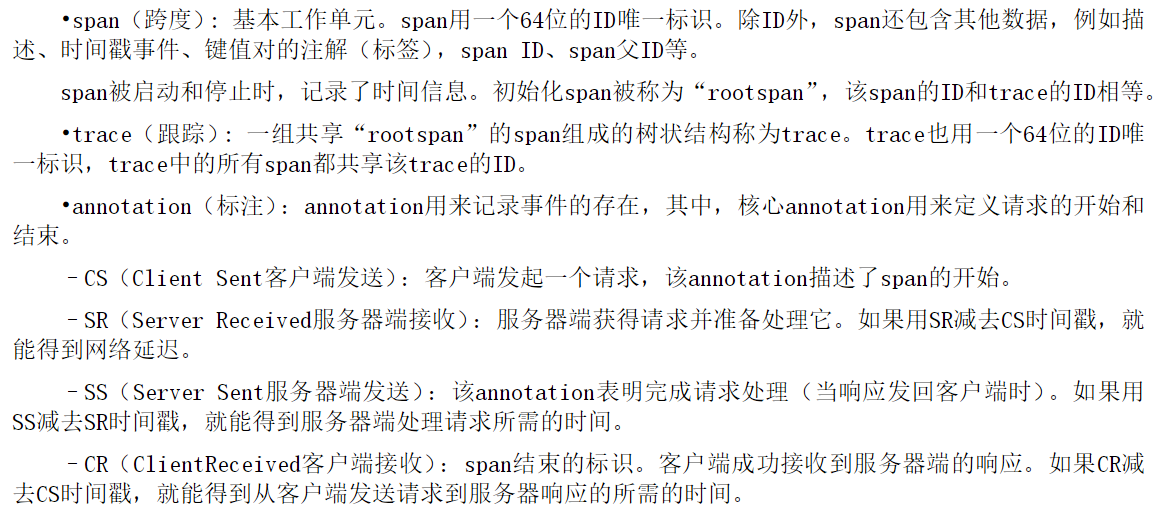 •span（跨度）：基本工作单元。span用一个64位的ID唯一标识。除ID外，span还包含其他数据，例如描
述、时间戳事件、键值对的注解（标签），span ID、span父ID等。
span被启动和停止时，记录了时间信息。初始化span被称为“rootspan”，该span的ID和trace的ID相等。
•trace（跟踪）：一组共享“rootspan”的span组成的树状结构称为trace。trace也用一个64位的ID唯
一标识，trace中的所有span都共享该trace的ID。
•annotation（标注）：annotation用来记录事件的存在，其中，核心annotation用来定义请求的开始和
结束。
–CS（Client Sent客户端发送）：客户端发起一个请求，该annotation描述了span的开始。
–SR（Server Received服务器端接收）：服务器端获得请求并准备处理它。如果用SR减去CS时间戳，就
能得到网络延迟。
–SS（Server Sent服务器端发送）：该annotation表明完成请求处理（当响应发回客户端时）。如果用
SS减去SR时间戳，就能得到服务器端处理请求所需的时间。
–CR（ClientReceived客户端接收）：span结束的标识。客户端成功接收到服务器端的响应。如果CR减
去CS时间戳，就能得到从客户端发送请求到服务器响应的所需的时间。